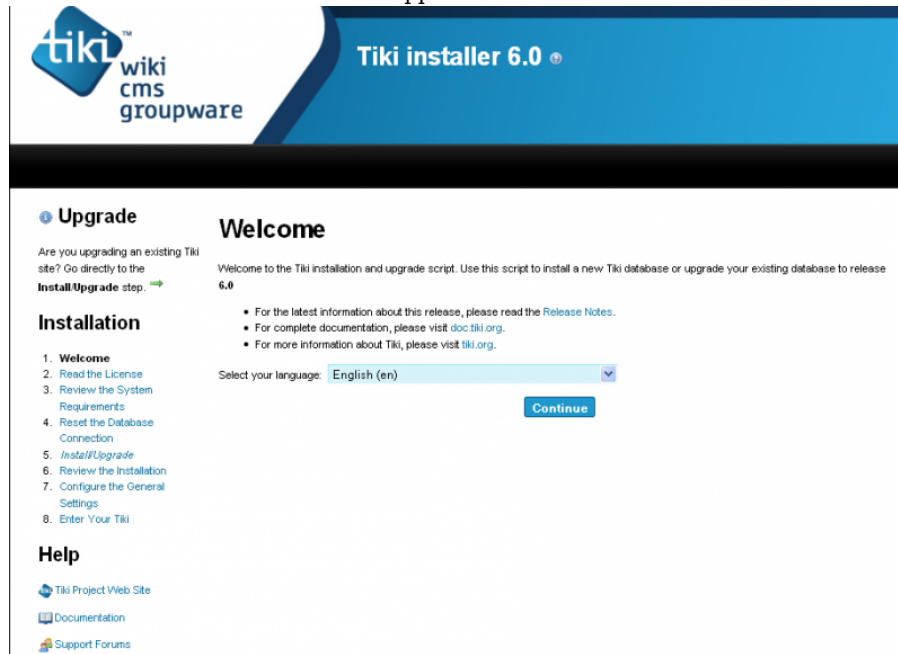 tiki™
wiki
cms
groupware
Tiki installer 6.0
Upgrade
Are you upgrading an existing Tiki
site? Go directly to the
Install/Upgrade step.
Installation
1. Welcome
2. Read the License
3. Review the System
Requirements
4. Reset the Database
Connection
5. Install/Upgrade
6. Review the Installation
7. Configure the General
Settings
8. Enter Your Tiki
Help
Tiki Project Web Site
Documentation
Support Forums
Welcome
Welcome to the Tiki installation and upgrade script. Use this script to install a new Tiki database or upgrade your existing database to release
6.0
• For the latest information about this release, please read the Release Notes.
• For complete documentation, please visit doc.tiki.org.
• For more information about Tiki, please visit tiki.org.
Select your language: English (en)
Continue